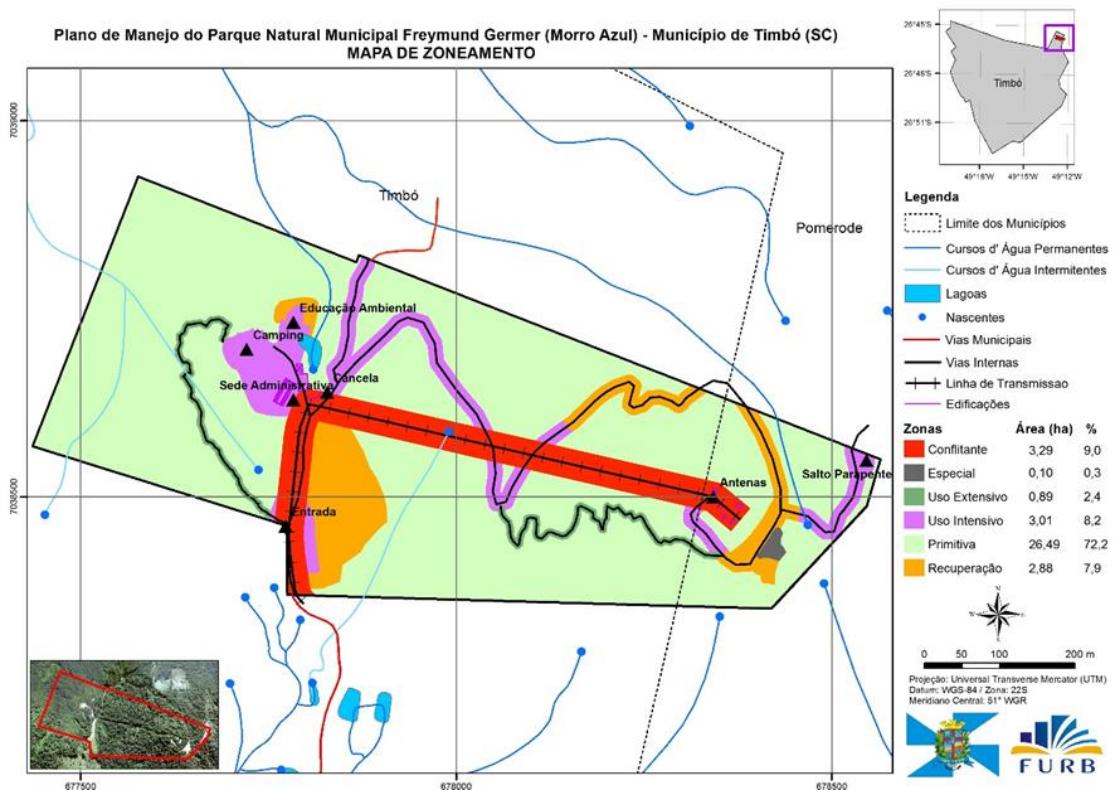 Plano de Manejo do Parque Natural Municipal Freymund Germer (Morro Azul) - Município de Timbó (SC)
MAPA DE ZONEAMENTO
26°45'S
26°48'S
26°51'S
Timbó
49°18'W
49°15'W
49°12'W
7039000
7038500
Timbó
Pomerode
Educação Ambiental
Camping
Sede Administrativa
Cancela
Entrada
Antenas
Salto Parapente
677500
678000
678500
Legenda
Limite dos Municípios
Cursos d' Água Permanentes
Cursos d' Água Intermitentes
Lagoas
Nascentes
Vias Municipais
Vias Internas
Linha de Transmissao
Edificações
Zonas Área (ha) %
Conflitante 3,29 9,0
Especial 0,10 0,3
Uso Extensivo 0,89 2,4
Uso Intensivo 3,01 8,2
Primitiva 26,49 72,2
Recuperação 2,88 7,9
0 50 100 200 m
Projeção: Universal Transverse Mercator (UTM)
Datum: WGS-84 / Zona: 22S
Meridiano Central: 51° WGR
FURB